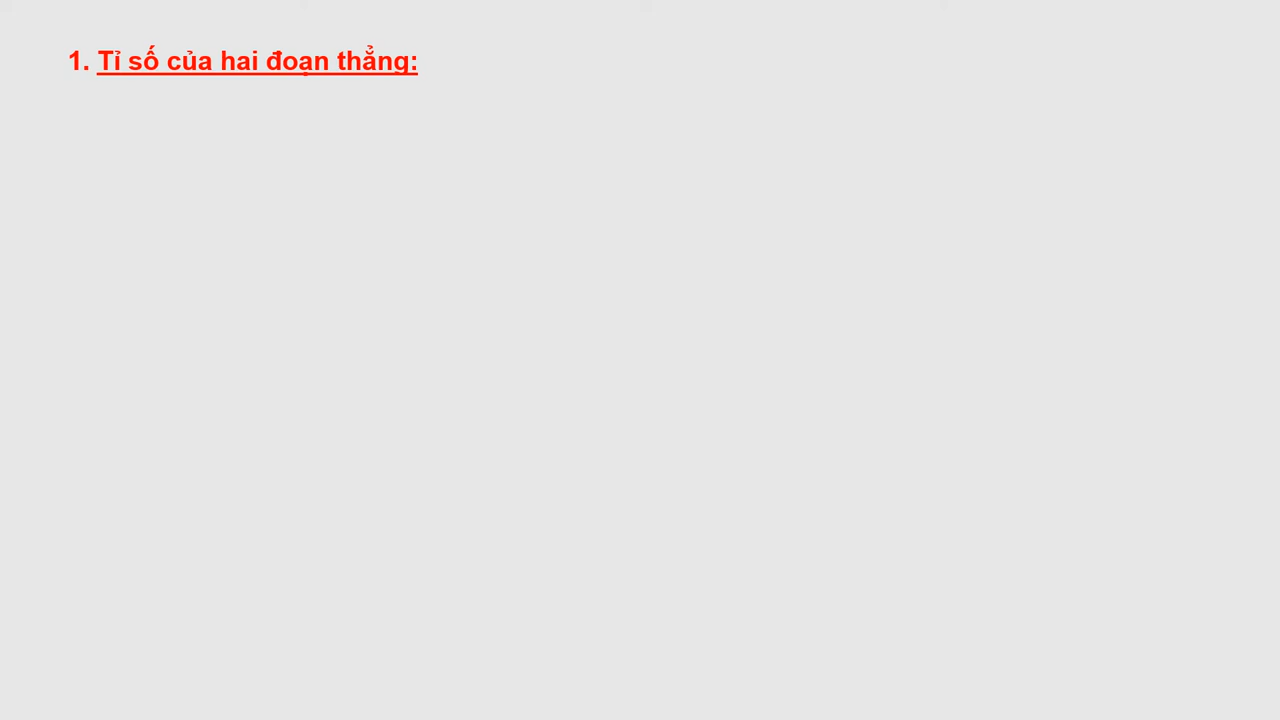 1. Tỉ số của hai đoạn thẳng: